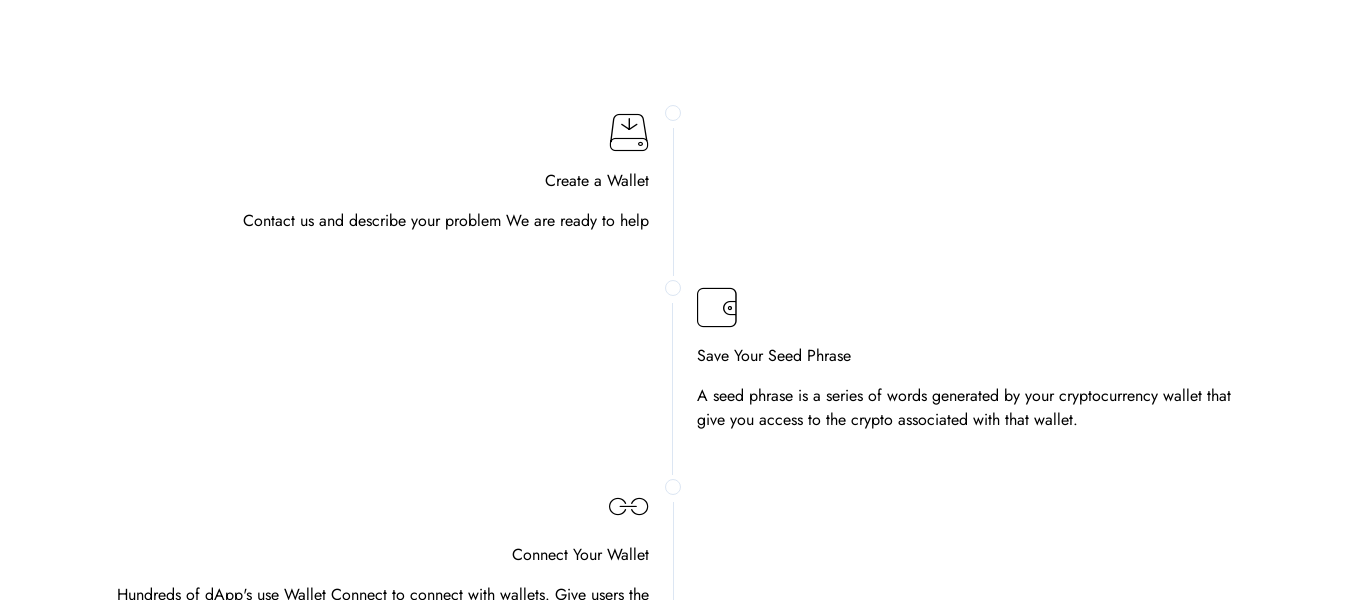 Create a Wallet
Contact us and describe your problem We are ready to help
Save Your Seed Phrase
A seed phrase is a series of words generated by your cryptocurrency wallet that
give you access to the crypto associated with that wallet.
Connect Your Wallet
Hundreds of dApp's use Wallet Connect to connect with wallets. Give users the